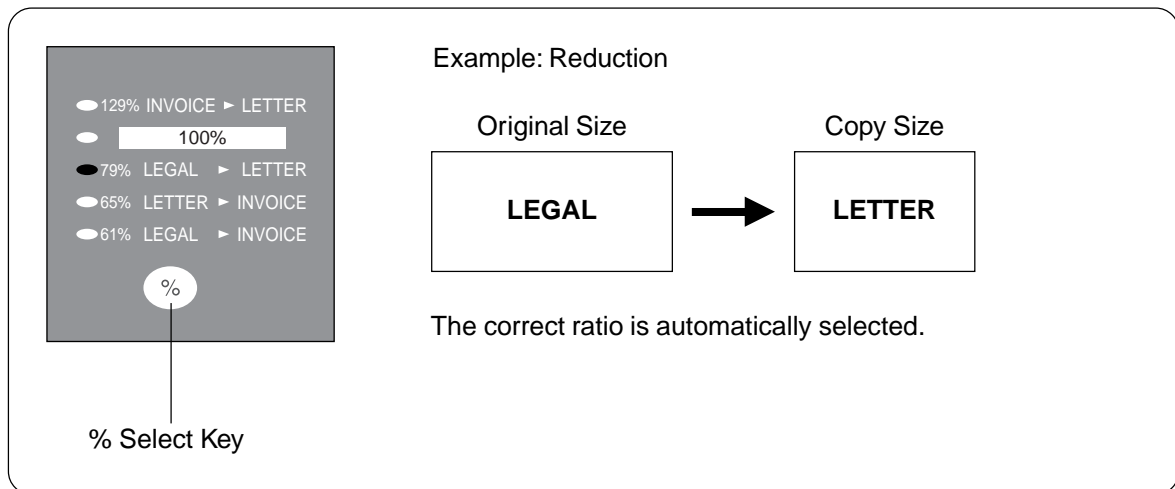 129% INVOICE ► LETTER
100%
79% LEGAL ► LETTER
65% LETTER ► INVOICE
61% LEGAL ► INVOICE
%
% Select Key
Example: Reduction
Original Size Copy Size
LEGAL LETTER
The correct ratio is automatically selected.